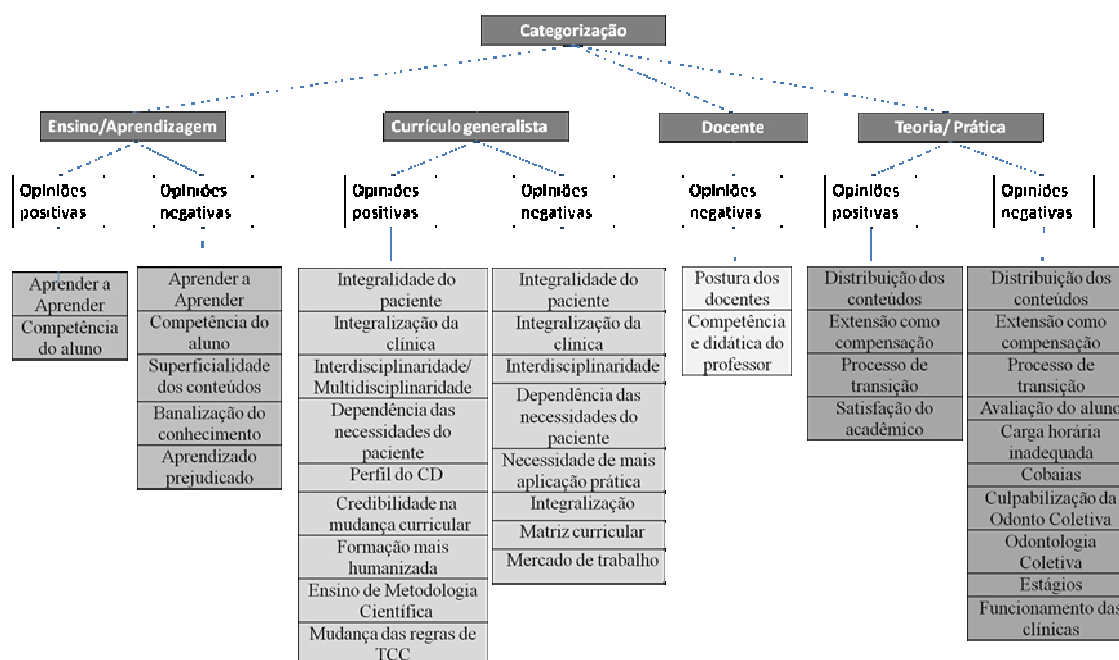 Categorização
Ensino/Aprendizagem
Currículo generalista
Docente
Teoria/ Prática
Opiniões
positivas
Opiniões
negativas
Opiniões
positivas
Opiniões
negativas
Opiniões
negativas
Opiniões
positivas
Opiniões
negativas
Aprender a
Aprender
Competência
do aluno
Aprender a
Aprender
Competência do
aluno
Superficialidade
dos conteúdos
Banalização do
conhecimento
Aprendizado
prejudicado
Integralidade do
paciente
Integralização da
clínica
Interdisciplinaridade/
Multidisciplinaridade
Dependência das
necessidades do
paciente
Perfil do CD
Credibilidade na
mudança curricular
Formação mais
humanizada
Ensino de Metodologia
Científica
Mudança das regras de
TCC
Integralidade do
paciente
Integralização da
clínica
Interdisciplinaridade
Dependência das
necessidades do
paciente
Necessidade de mais
aplicação prática
Integralização
Matriz curricular
Mercado de trabalho
Postura dos
docentes
Competência
e didática do
professor
Distribuição dos
conteúdos
Extensão como
compensação
Processo de
transição
Satisfação do
acadêmico
Distribuição dos
conteúdos
Extensão como
compensação
Processo de
transição
Avaliação do aluno
Carga horária
inadequada
Cobaias
Culpabilização da
Odonto Coletiva
Odontologia
Coletiva
Estágios
Funcionamento das
clínicas